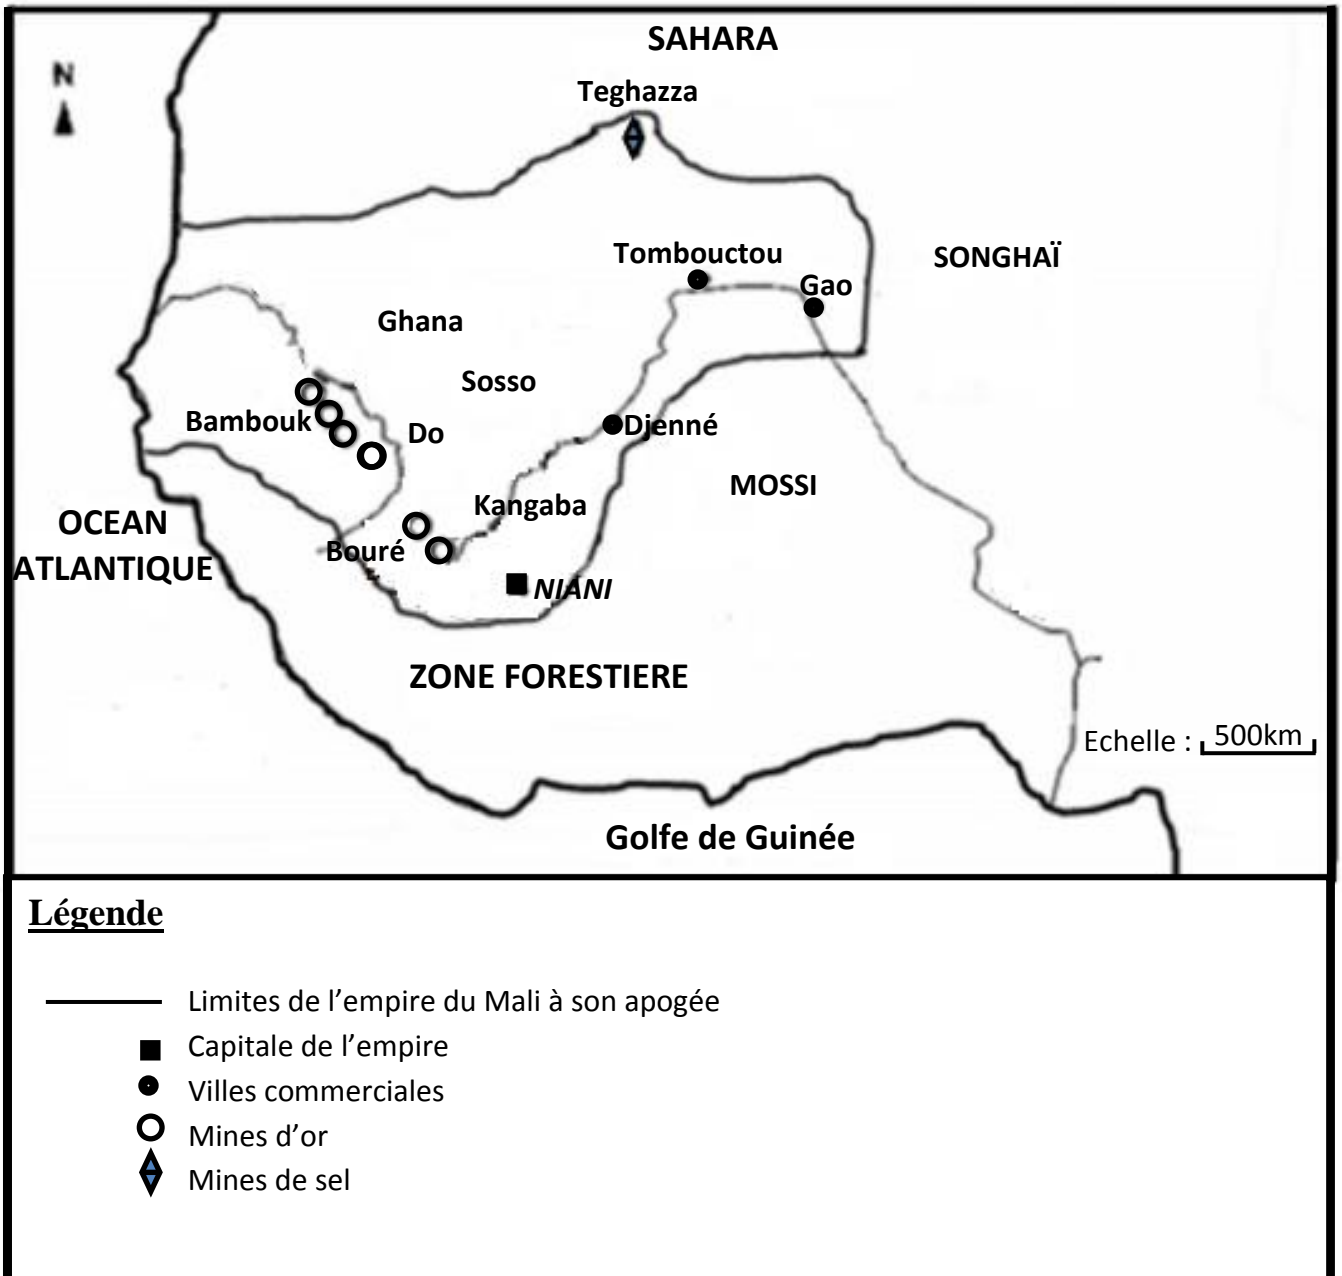 SAHARA
N
Teghazza
Tombouctou
SONGHAÏ
Gao
Ghana
Sosso
Bambouk
Do
Djenné
MOSSI
Kangaba
OCEAN
ATLANTIQUE
Bouré
NIANI
ZONE FORESTIERE
Echelle : 500km
Golfe de Guinée
Légende
Limites de l’empire du Mali à son apogée
Capitale de l’empire
Villes commerciales
Mines d’or
Mines de sel